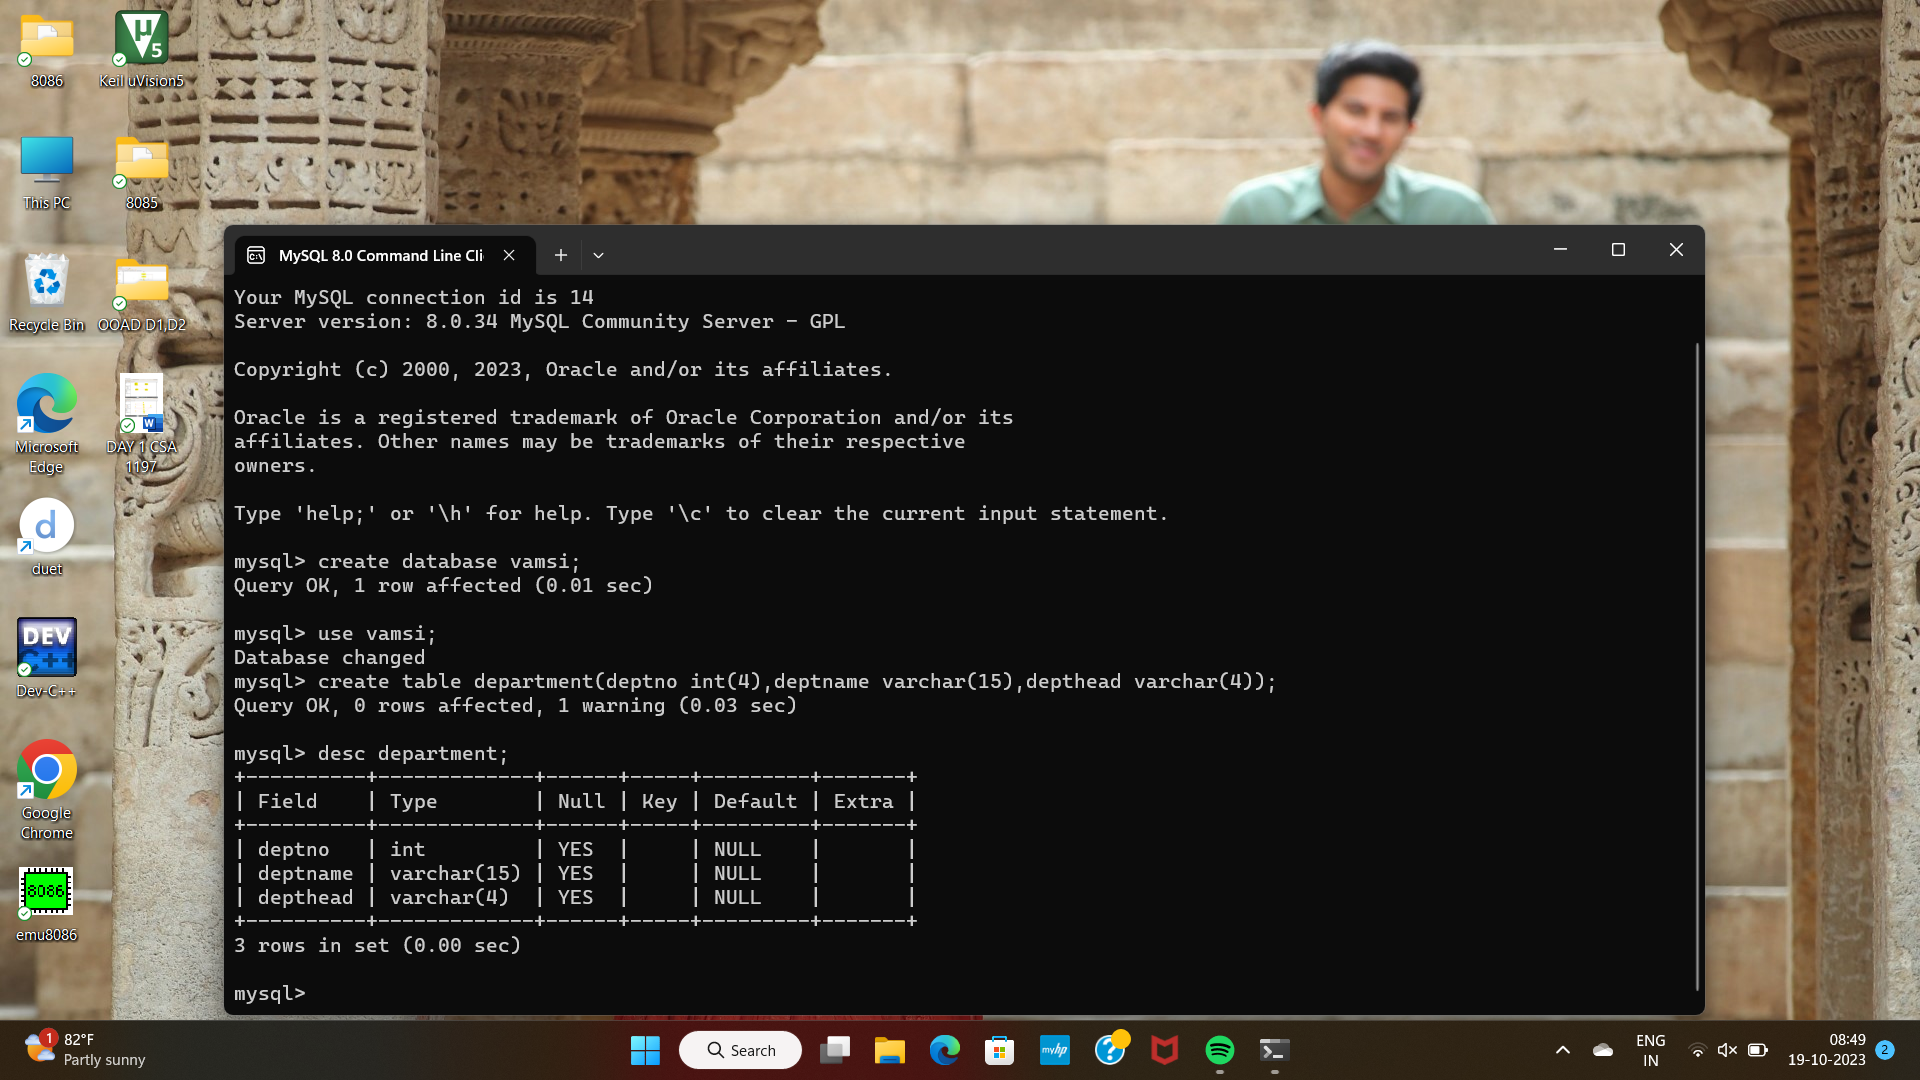 8086
Keil uVision5
This PC
8085
Recycle Bin
OOAD D1,D2
Microsoft Edge
DAY 1 CSA 1197
d
duet
DEV C++
Dev-C++
Google Chrome
8086
emu8086
MySQL 8.0 Command Line Cli
Your MySQL connection id is 14
Server version: 8.0.34 MySQL Community Server - GPL
Copyright (c) 2000, 2023, Oracle and/or its affiliates.
Oracle is a registered trademark of Oracle Corporation and/or its
affiliates. Other names may be trademarks of their respective
owners.
Type 'help;' or '\h' for help. Type '\c' to clear the current input statement.
mysql> create database vamsi;
Query OK, 1 row affected (0.01 sec)
mysql> use vamsi;
Database changed
mysql> create table department(deptno int(4),deptname varchar(15),depthead varchar(4));
Query OK, 0 rows affected, 1 warning (0.03 sec)
mysql> desc department;
+----------+-------------+------+-----+---------+-------+
| Field    | Type        | Null | Key | Default | Extra |
+----------+-------------+------+-----+---------+-------+
| deptno   | int         | YES  |     | NULL    |       |
| deptname | varchar(15) | YES  |     | NULL    |       |
| depthead | varchar(4)  | YES  |     | NULL    |       |
+----------+-------------+------+-----+---------+-------+
3 rows in set (0.00 sec)
mysql>
1
82°F
Partly sunny
Search
myhp
ENG
IN
08:49
19-10-2023
2